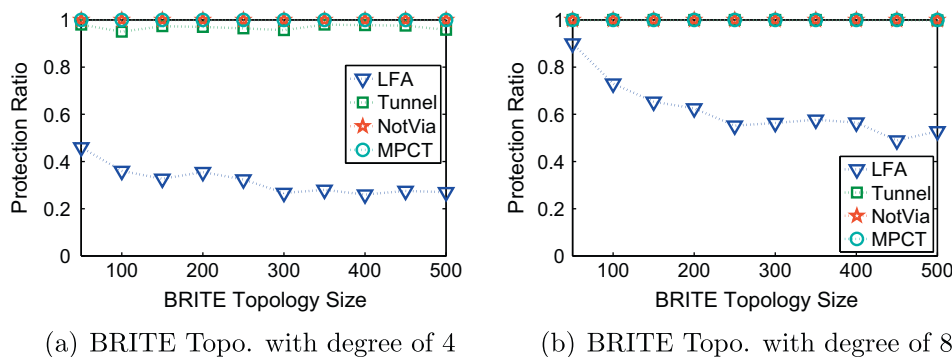 Protection Ratio
1
0.8
0.6
0.4
0.2
0
LFA
Tunnel
NotVia
MPCT
100 200 300 400 500
BRITE Topology Size
(a) BRITE Topo. with degree of 4
Protection Ratio
1
0.8
0.6
0.4
0.2
0
LFA
Tunnel
NotVia
MPCT
100 200 300 400 500
BRITE Topology Size
(b) BRITE Topo. with degree of 8